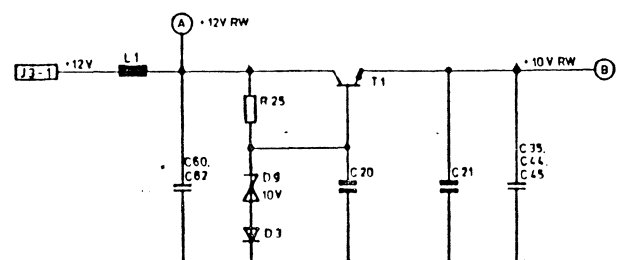 A
+12V RW
J3-1
+12V
L1
T1
+10V RW
B
R25
C60,
C62
D9
10V
C20
C21
C35,
C44,
C45
D3